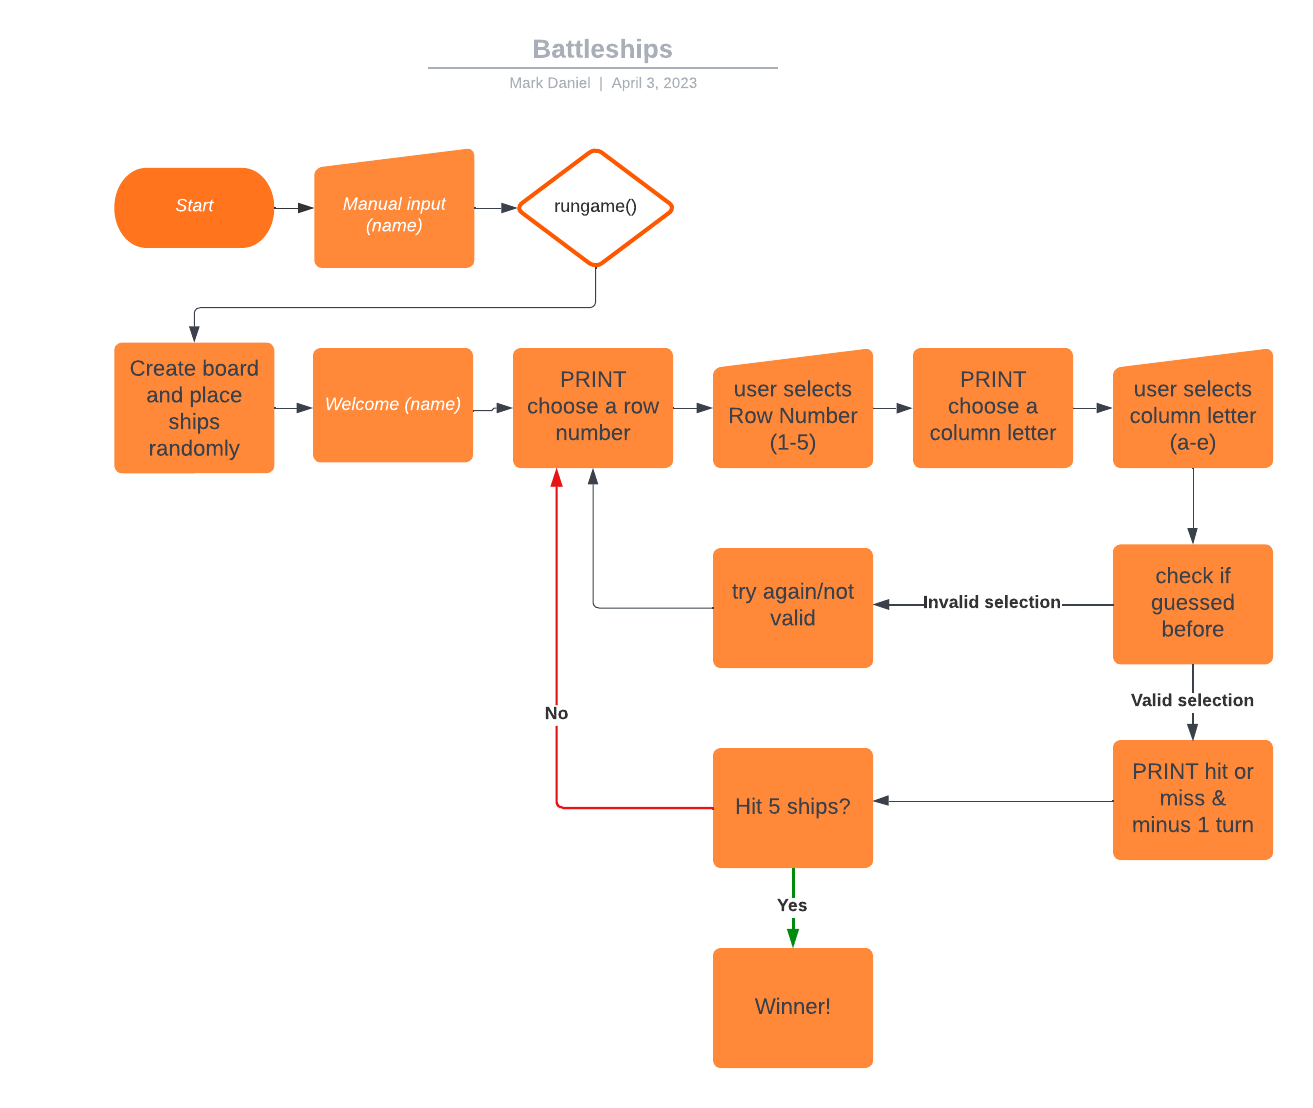 Battleships
Mark Daniel | April 3, 2023
Start
Manual input
(name)
rungame()
Create board
and place
ships
randomly
Welcome (name)
PRINT
choose a row
number
user selects
Row Number
(1-5)
PRINT
choose a
column letter
user selects
column letter
(a-e)
try again/not
valid
Invalid selection
check if
guessed
before
Valid selection
No
Hit 5 ships?
PRINT hit or
miss &
minus 1 turn
Yes
Winner!